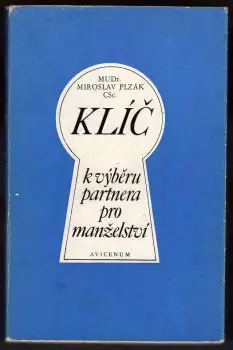 MUDr.
MIROSLAV PLZÁK
CSc.
KLÍČ
k výběru
partnera
pro
manželství
AVICENUM